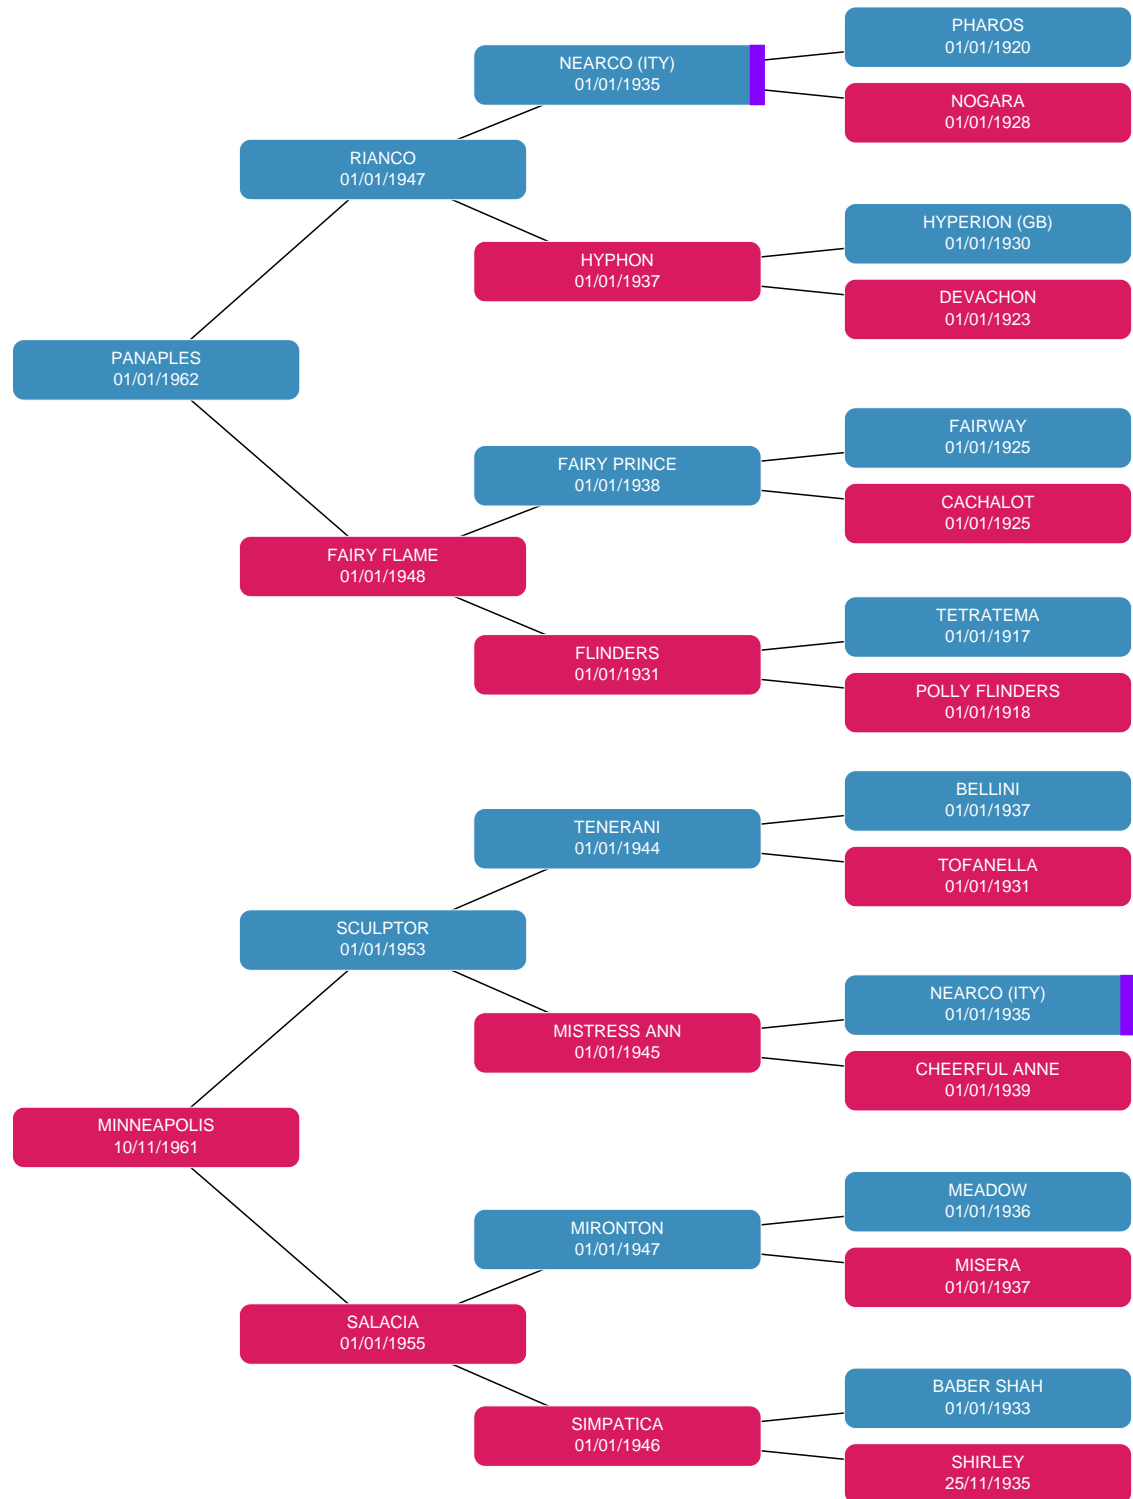 PHAROS
01/01/1920
NEARCO (ITY)
01/01/1935
NOGARA
01/01/1928
RIANCO
01/01/1947
HYPERION (GB)
01/01/1930
HYPHON
01/01/1937
DEVACHON
01/01/1923
PANAPLES
01/01/1962
FAIRWAY
01/01/1925
FAIRY PRINCE
01/01/1938
CACHALOT
01/01/1925
FAIRY FLAME
01/01/1948
TETRATEMA
01/01/1917
FLINDERS
01/01/1931
POLLY FLINDERS
01/01/1918
BELLINI
01/01/1937
TENERANI
01/01/1944
TOFANELLA
01/01/1931
SCULPTOR
01/01/1953
NEARCO (ITY)
01/01/1935
MISTRESS ANN
01/01/1945
CHEERFUL ANNE
01/01/1939
MINNEAPOLIS
10/11/1961
MEADOW
01/01/1936
MIRONTON
01/01/1947
MISERA
01/01/1937
SALACIA
01/01/1955
BABER SHAH
01/01/1933
SIMPATICA
01/01/1946
SHIRLEY
25/11/1935